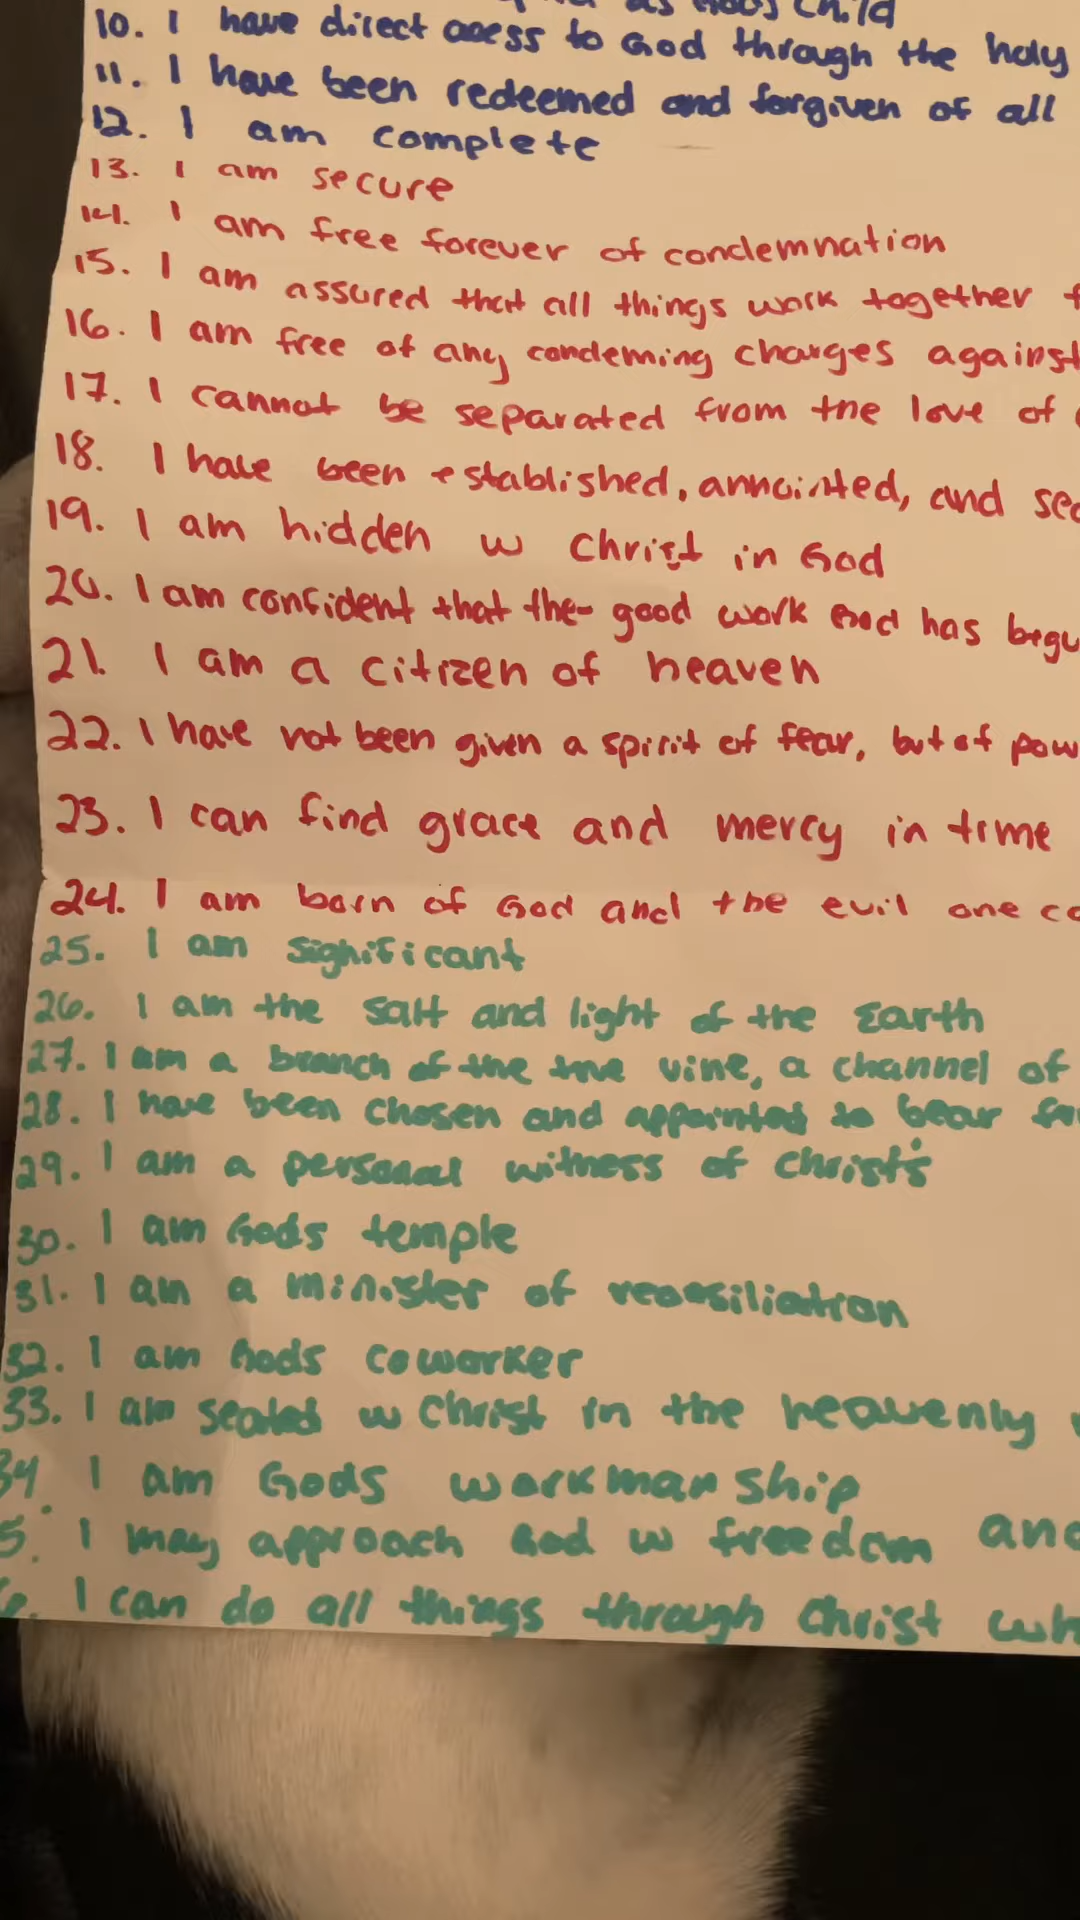 as Gods child
10. I have direct acess to God through the holy
11. I have been redeemed and forgiven of all
12. I am complete
13. I am secure
14. I am free forever of condemnation
15. I am assured that all things work together
16. I am free of any condeming charges against
17. I cannot be separated from the love of
18. I have been established, annointed, and
19. I am hidden w Christ in God
20. I am confident that the good work God has begu
21. I am a citizen of heaven
22. I have not been given a spirit of fear, but of pow
23. I can find grace and mercy in time
24. I am born of God and the evil one
25. I am significant
26. I am the salt and light of the Earth
27. I am a branch of the true vine, a channel of
28. I have been chosen and appointed to bear
29. I am a personal witness of Christ's
30. I am Gods temple
31. I am a minister of
32. I am Gods coworker
33. I am seated w Christ in the heavenly
34. I am Gods workmanship
5. I may approach God w freedom and
I can do all things through Christ wh